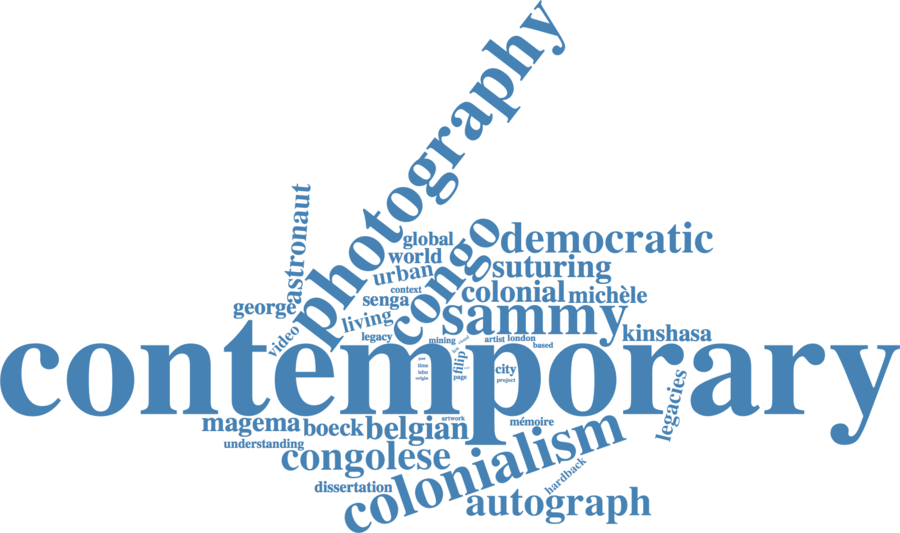 photography
astronaut
global
congo
democratic
world
urban
suturing
context
colonial
michèle
senga
george
living
sammy
video
legacy
mining
artist
london
based
kinshasa
contemporary
filip
time
city
page
project
origin
legacies
magema
boeck
belgian
artwork
mémoire
understanding
congolese
colonialism
dissertation
hardback
autograph